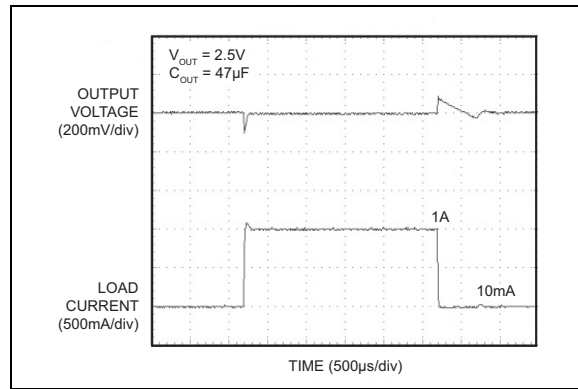 V_OUT = 2.5V
C_OUT = 47µF
OUTPUT
VOLTAGE
(200mV/div)
1A
10mA
LOAD
CURRENT
(500mA/div)
TIME (500µs/div)